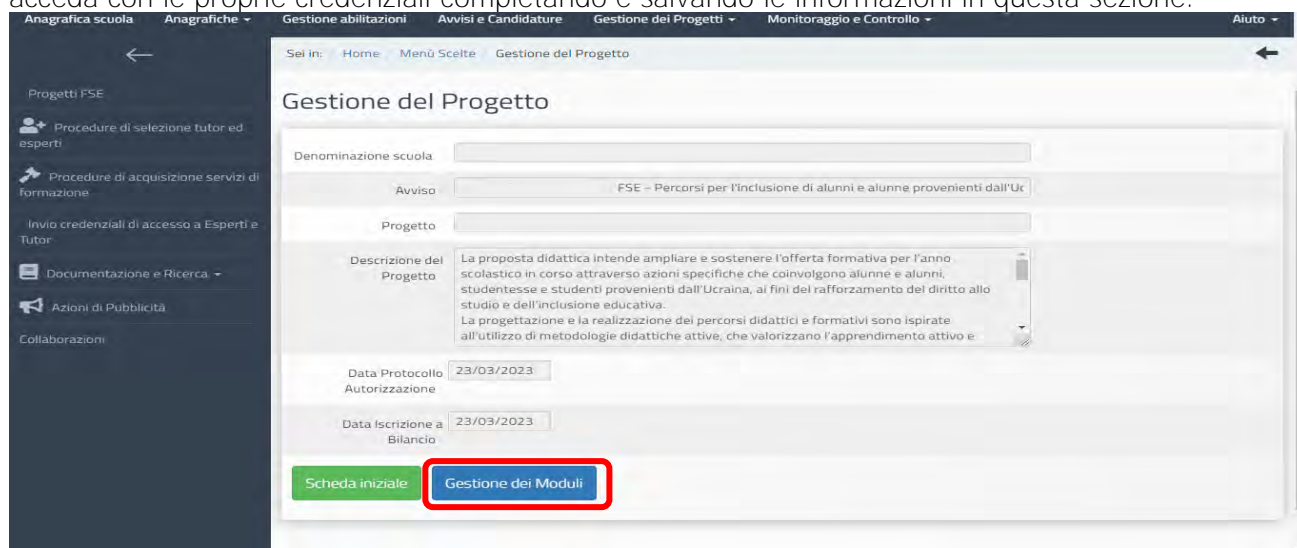 acceda con le proprie credenziali completando e salvando le informazioni in questa sezione.
Anagrafica scuola Anagrafiche Gestione abilitazioni Avvisi e Candidature Gestione dei Progetti Monitoraggio e Controllo Aiuto
Sei in: Home Menù Scelte Gestione del Progetto
Progetti FSE
Procedure di selezione tutor ed
esperti
Procedure di acquisizione servizi di
formazione
Invio credenziali di accesso a Esperti e
Tutor
Documentazione e Ricerca
Azioni di Pubblicità
Collaborazioni
Gestione del Progetto
Denominazione scuola
Avviso FSE - Percorsi per l'inclusione di alunni e alunne provenienti dall'Uc
Progetto
Descrizione del
Progetto
La proposta didattica intende ampliare e sostenere l'offerta formativa per l'anno
scolastico in corso attraverso azioni specifiche che coinvolgono alunne e alunni,
studentesse e studenti provenienti dall'Ucraina, ai fini del rafforzamento del diritto allo
studio e dell'inclusione educativa.
La progettazione e la realizzazione dei percorsi didattici e formativi sono ispirate
all'utilizzo di metodologie didattiche attive, che valorizzano l'apprendimento attivo e
Data Protocollo
Autorizzazione
23/03/2023
Data Iscrizione a
Bilancio
23/03/2023
Scheda iniziale Gestione dei Moduli